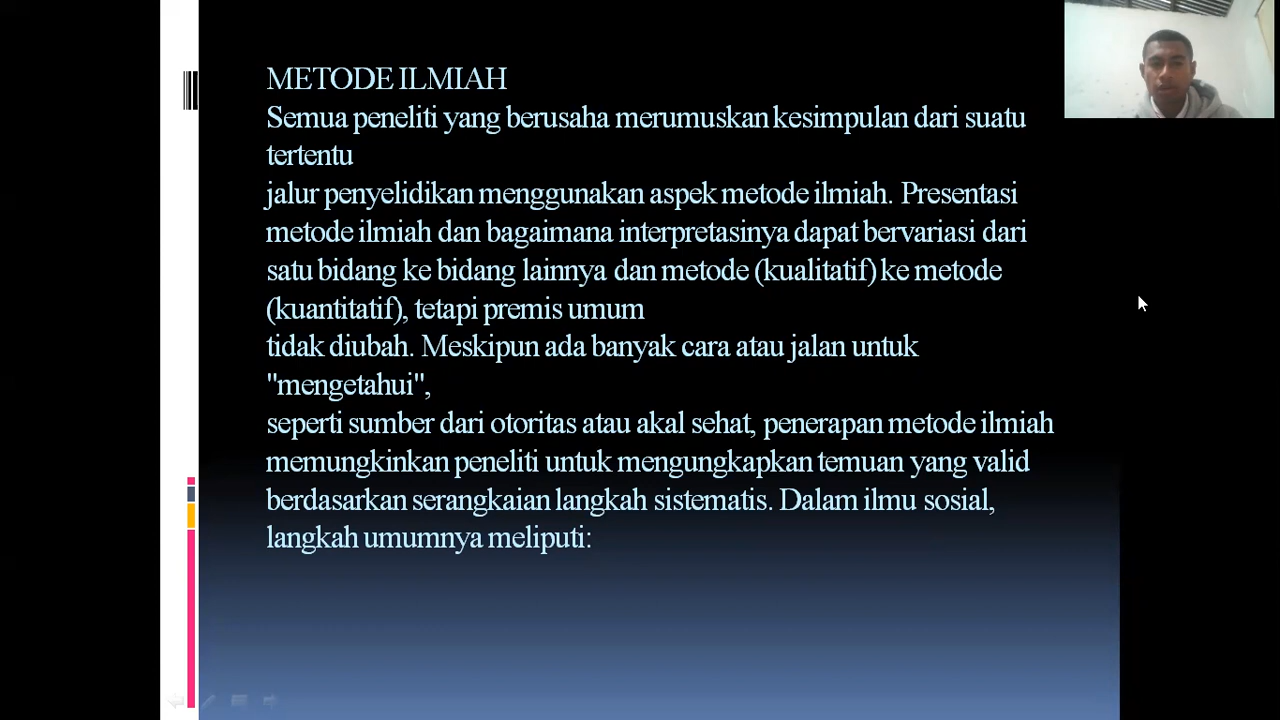 METODE ILMIAH
Semua peneliti yang berusaha merumuskan kesimpulan dari suatu
tertentu
jalur penyelidikan menggunakan aspek metode ilmiah. Presentasi
metode ilmiah dan bagaimana interpretasinya dapat bervariasi dari
satu bidang ke bidang lainnya dan metode (kualitatif) ke metode
(kuantitatif), tetapi premis umum
tidak diubah. Meskipun ada banyak cara atau jalan untuk
"mengetahui",
seperti sumber dari otoritas atau akal sehat, penerapan metode ilmiah
memungkinkan peneliti untuk mengungkapkan temuan yang valid
berdasarkan serangkaian langkah sistematis. Dalam ilmu sosial,
langkah umumnya meliputi: